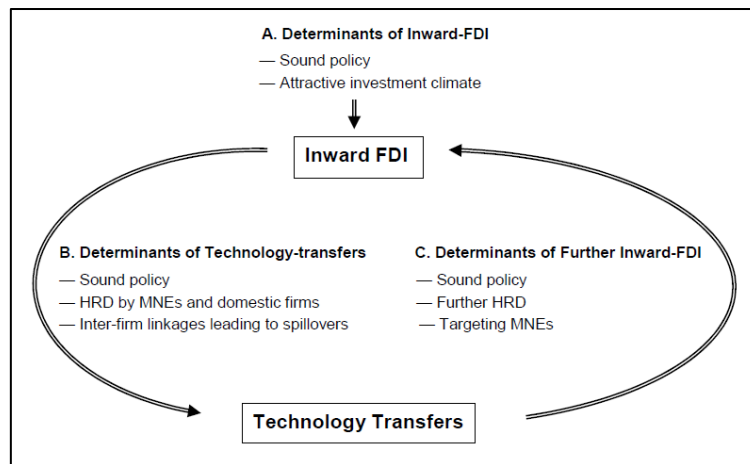 A. Determinants of Inward-FDI
— Sound policy
— Attractive investment climate
Inward FDI
B. Determinants of Technology-transfers
— Sound policy
— HRD by MNEs and domestic firms
— Inter-firm linkages leading to spillovers
C. Determinants of Further Inward-FDI
— Sound policy
— Further HRD
— Targeting MNEs
Technology Transfers